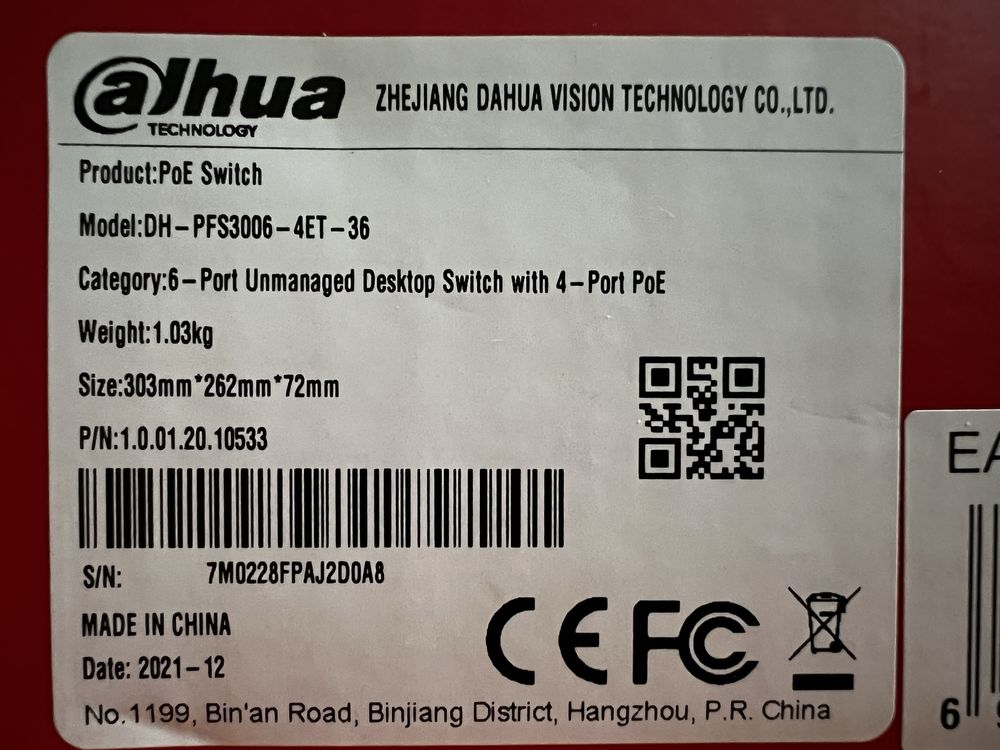 alhua
TECHNOLOGY
ZHEJIANG DAHUA VISION TECHNOLOGY CO.,LTD.
Product:PoE Switch
Model:DH-PFS3006-4ET-36
Category:6-Port Unmanaged Desktop Switch with 4-Port PoE
Weight:1.03kg
Size:303mm*262mm*72mm
P/N:1.0.01.20.10533
S/N: 7M0228FPAJ2D0A8
MADE IN CHINA
Date: 2021-12
CE FC
No.1199, Bin'an Road, Binjiang District, Hangzhou, P.R. China
EA
6